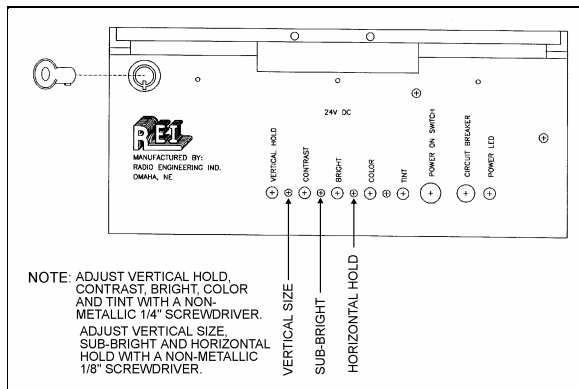 24V DC
REI
MANUFACTURED BY:
RADIO ENGINEERING IND.
OMAHA, NE
VERTICAL HOLD
CONTRAST
BRIGHT
COLOR
TINT
POWER ON SWITCH
CIRCUIT BREAKER
POWER LED
VERTICAL SIZE
SUB-BRIGHT
HORIZONTAL HOLD
NOTE: ADJUST VERTICAL HOLD,
CONTRAST, BRIGHT, COLOR
AND TINT WITH A NON-
METALLIC 1/4" SCREWDRIVER.
ADJUST VERTICAL SIZE,
SUB-BRIGHT AND HORIZONTAL
HOLD WITH A NON-METALLIC
1/8" SCREWDRIVER.